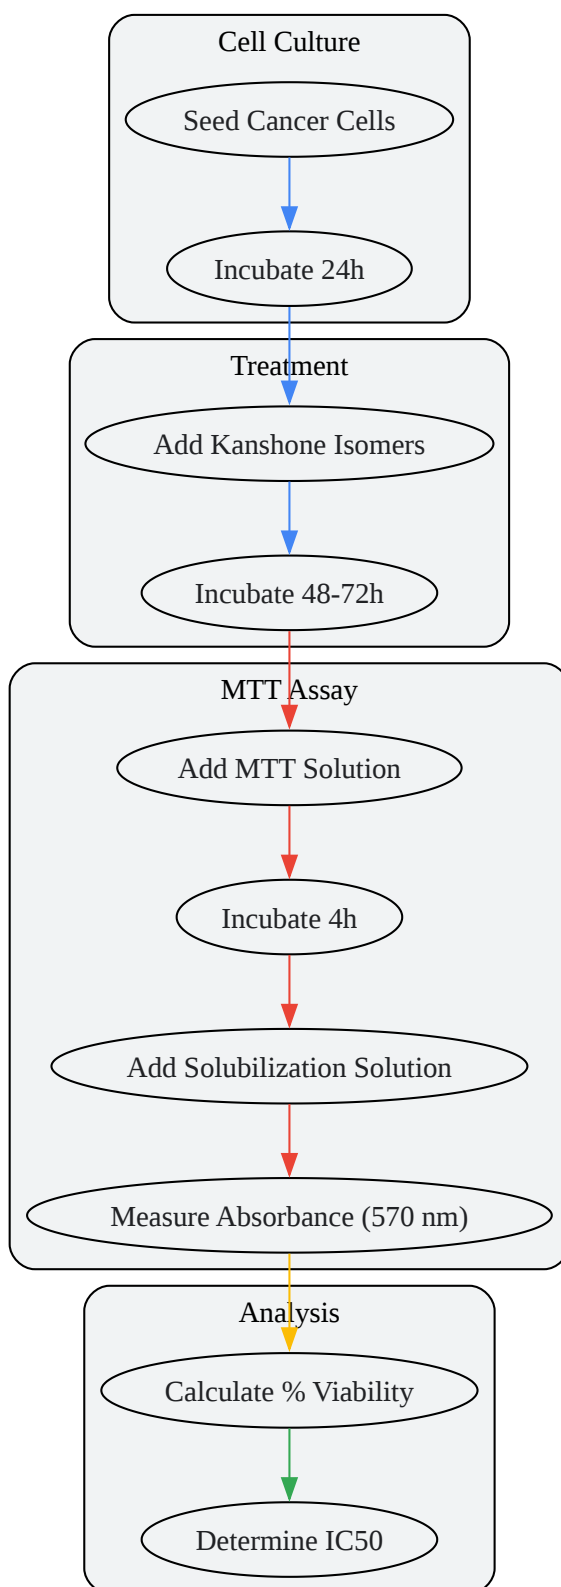 Cell Culture
Seed Cancer Cells
Incubate 24h
Treatment
Add Kanshone Isomers
Incubate 48-72h
MTT Assay
Add MTT Solution
Incubate 4h
Add Solubilization Solution
Measure Absorbance (570 nm)
Analysis
Calculate % Viability
Determine IC50